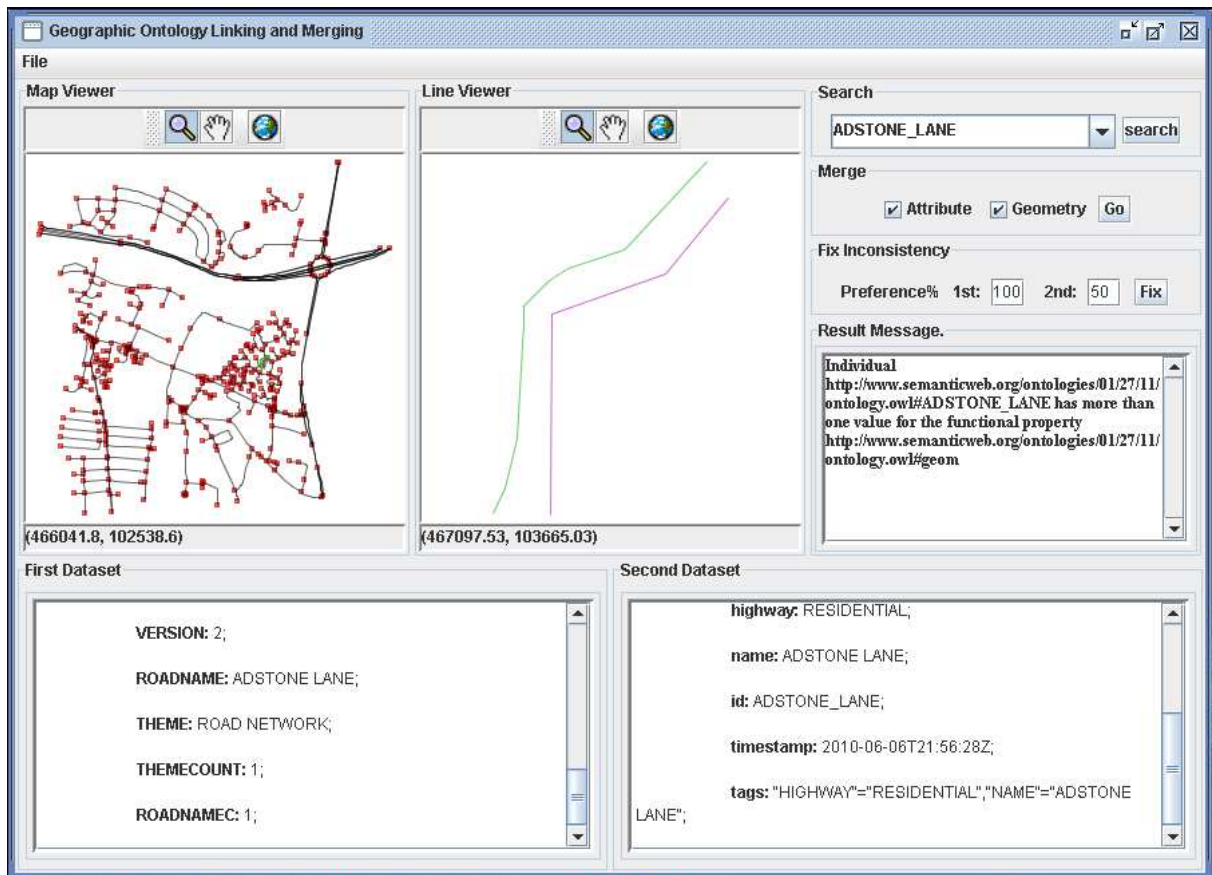 Geographic Ontology Linking and Merging
File
Map Viewer
(466041.8, 102538.6)
Line Viewer
(467097.53, 103665.03)
Search
ADSTONE_LANE
search
Merge
Attribute Geometry Go
Fix Inconsistency
Preference% 1st: 100 2nd: 50 Fix
Result Message.
Individual
http://www.semanticweb.org/ontologies/01/27/11/
ontology.owl#ADSTONE_LANE has more than
one value for the functional property
http://www.semanticweb.org/ontologies/01/27/11/
ontology.owl#geom
First Dataset
VERSION: 2;
ROADNAME: ADSTONE LANE;
THEME: ROAD NETWORK;
THEMECOUNT: 1;
ROADNAMEC: 1;
Second Dataset
highway: RESIDENTIAL;
name: ADSTONE LANE;
id: ADSTONE_LANE;
timestamp: 2010-06-06T21:56:28Z;
tags: "HIGHWAY"="RESIDENTIAL","NAME"="ADSTONE
LANE";